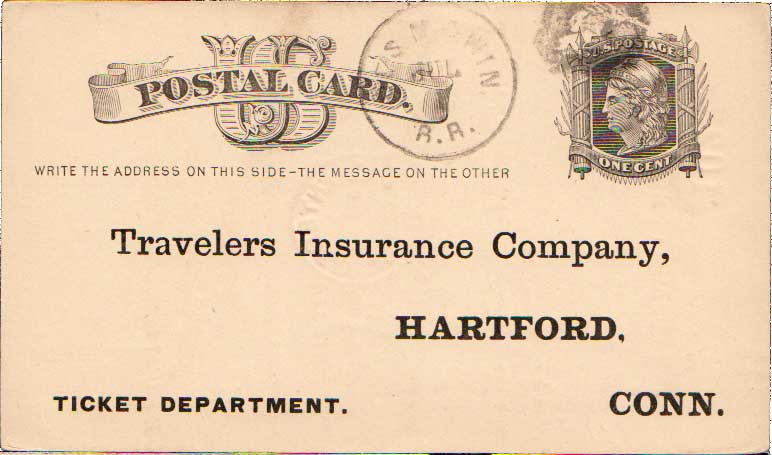 US
POSTAL CARD.
U.S. POSTAGE
ONE CENT
R.R.
WRITE THE ADDRESS ON THIS SIDE-THE MESSAGE ON THE OTHER
Travelers Insurance Company,
HARTFORD,
TICKET DEPARTMENT. CONN.